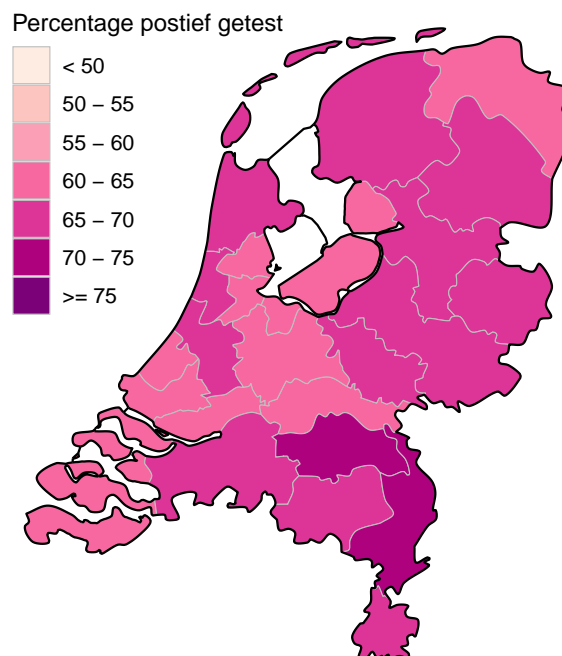 Percentage postief getest
< 50
50 – 55
55 – 60
60 – 65
65 – 70
70 – 75
>= 75